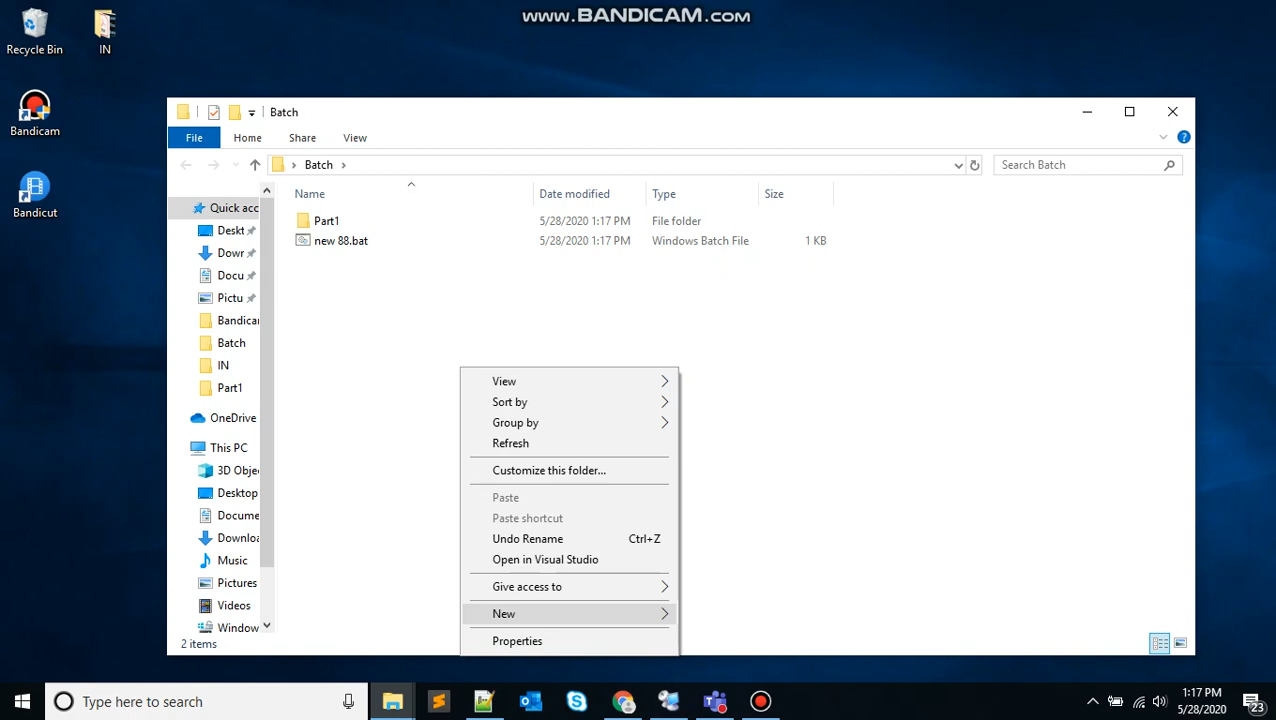 www.BANDICAM.com
Recycle Bin
IN
Bandicam
Bandicut
Batch
File
Home
Share
View
Batch
Search Batch
Name
Date modified
Type
Size
Part1
5/28/2020 1:17 PM
File folder
new 88.bat
5/28/2020 1:17 PM
Windows Batch File
1 KB
Quick acc
Deskt
Dowr
Docu
Pictu
Bandica
Batch
IN
Part1
OneDrive
This PC
3D Obje
Desktop
Docume
Downloa
Music
Pictures
Videos
Window
View
Sort by
Group by
Refresh
Customize this folder...
Paste
Paste shortcut
Undo Rename Ctrl+Z
Open in Visual Studio
Give access to
New
Properties
2 items
Type here to search
1:17 PM
5/28/2020
23